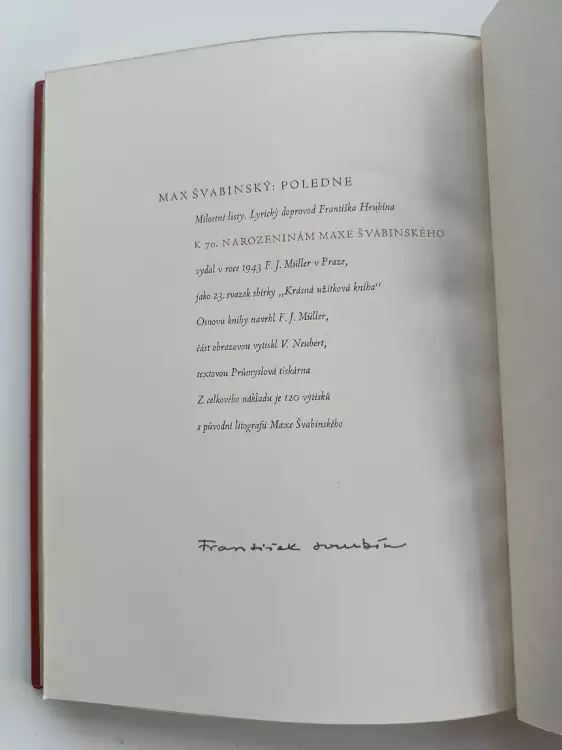 MAX ŠVABINSKÝ: POLEDNE
Milostné listy. Lyrický doprovod Františka Hrubína
K 70. NAROZENINÁM MAXE ŠVABINSKÉHO
vydal v roce 1943 F. J. Müller v Praze,
jako 23. svazek sbírky „Krásná užitková kniha“
Osnovu knihy navrhl F. J. Müller,
část obrazovou vytiskl V. Neubert,
textovou Průmyslová tiskárna
Z celkového nákladu je 120 výtisků
s původní litografií Maxe Švabinského
František Hrubín